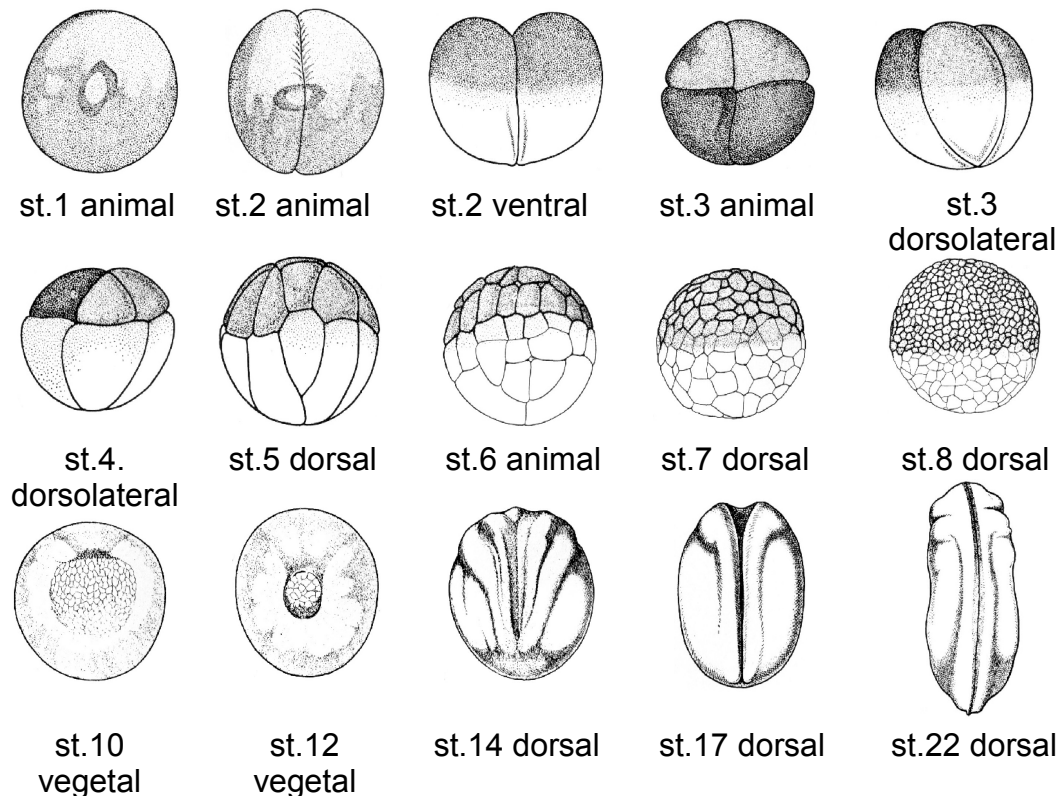 st.1 animal
st.2 animal
st.2 ventral
st.3 animal
st.3
dorsolateral
st.4.
dorsolateral
st.5 dorsal
st.6 animal
st.7 dorsal
st.8 dorsal
st.10
vegetal
st.12
vegetal
st.14 dorsal
st.17 dorsal
st.22 dorsal